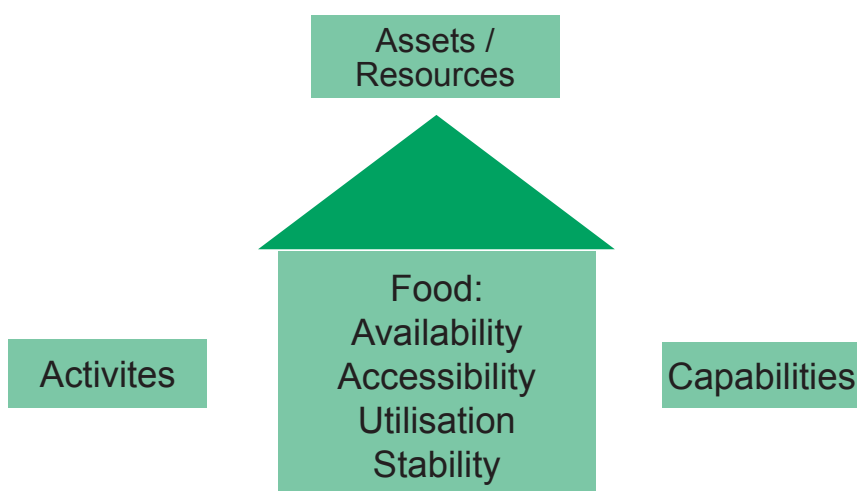 Assets /
Resources
Food:
Availability
Accessibility
Utilisation
Stability
Activites
Capabilities